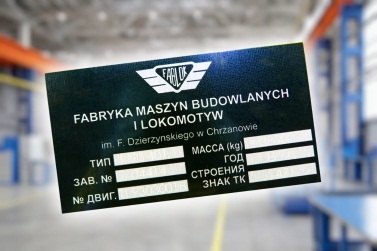 FABLOK
FABRYKA MASZYN BUDOWLANYCH
I LOKOMOTYW
im. F. Dzierzynskiego w Chrzanowie
ТИП
ЗАВ. №
№ ДВИГ.
МАССА (kg)
ГОД
СТРОЕНИЯ
ЗНАК ТК